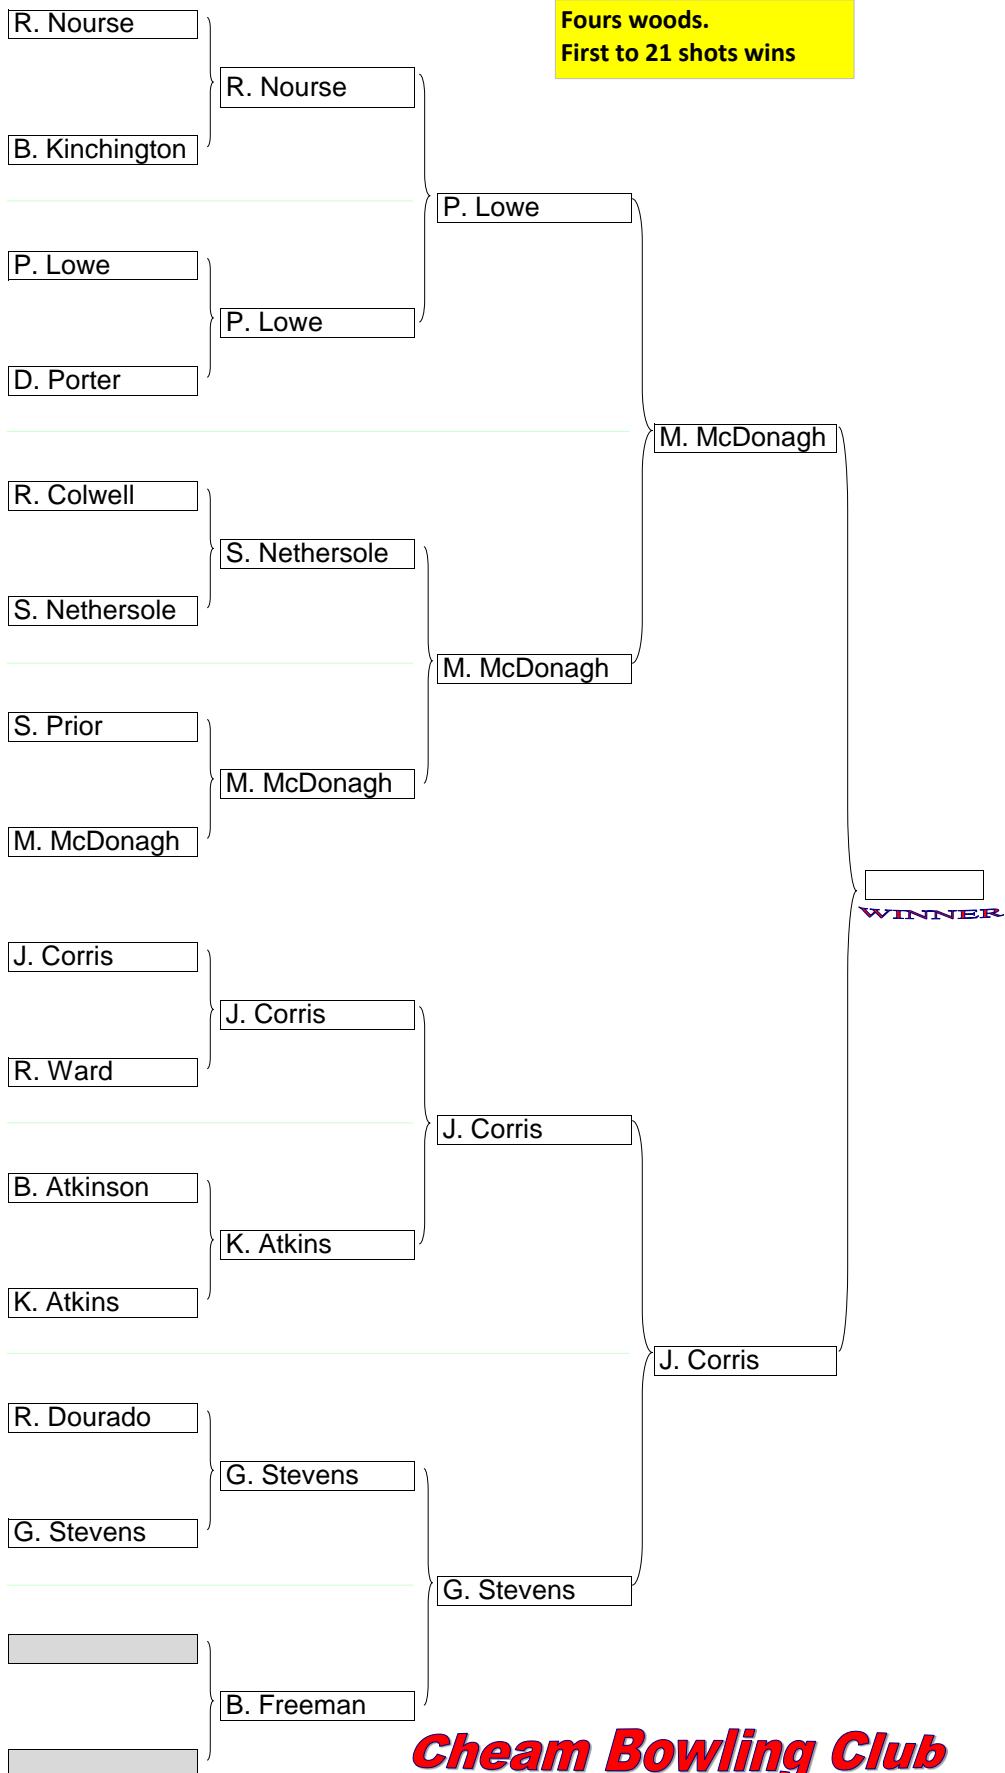 Fours woods.
First to 21 shots wins
R. Nourse
R. Nourse
B. Kinchington
P. Lowe
P. Lowe
P. Lowe
D. Porter
M. McDonagh
R. Colwell
S. Nethersole
S. Nethersole
M. McDonagh
S. Prior
M. McDonagh
M. McDonagh
WINNER
J. Corris
J. Corris
R. Ward
J. Corris
B. Atkinson
K. Atkins
K. Atkins
J. Corris
R. Dourado
G. Stevens
G. Stevens
G. Stevens
B. Freeman
Cheam Bowling Club